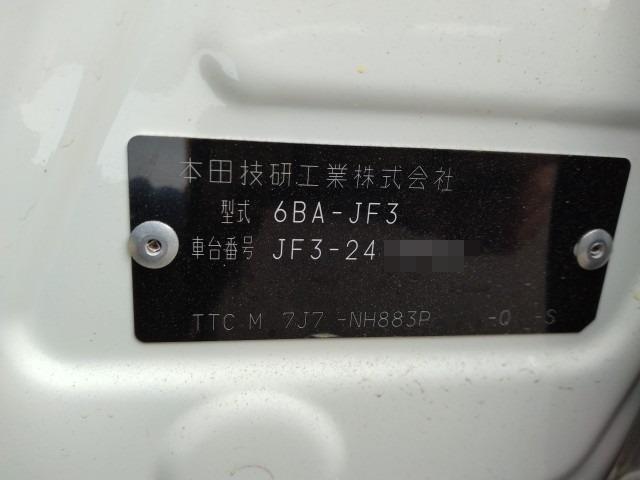 本田技研工業株式会社
型式 6BA-JF3
車台番号 JF3-24
TTC M 7J7 -NH883P -Q -S